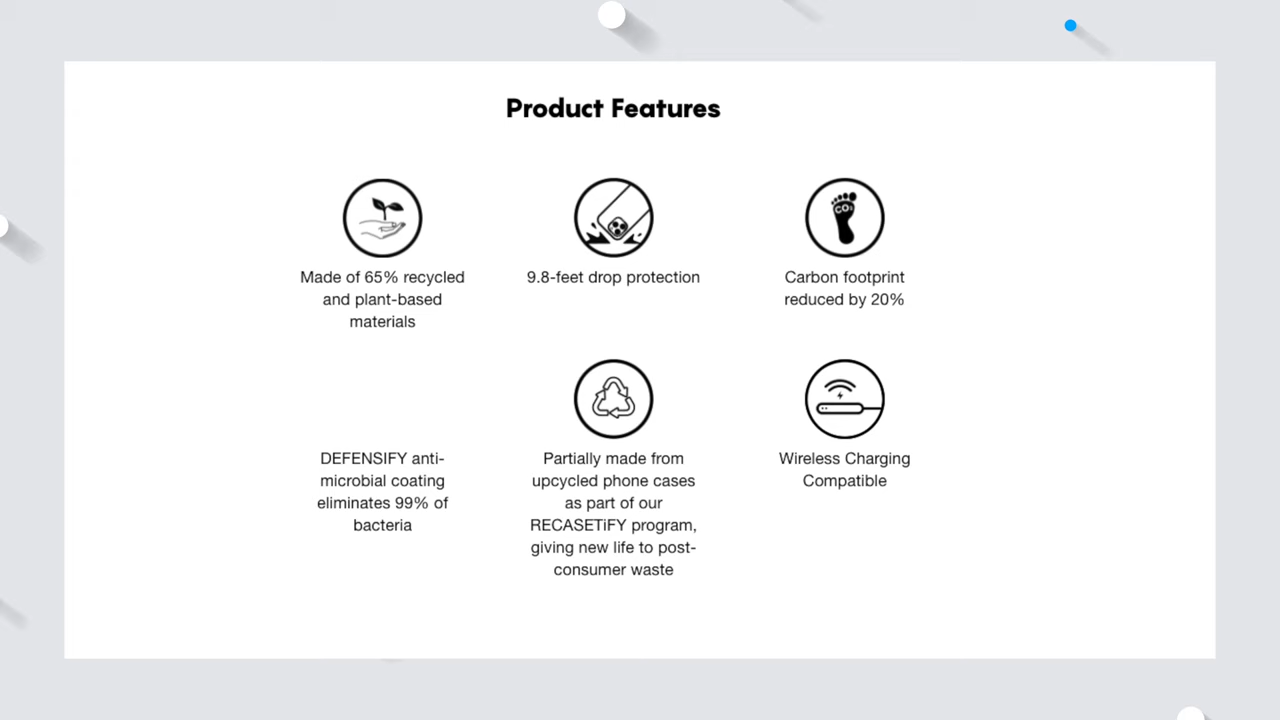 Product Features
Made of 65% recycled
and plant-based
materials
9.8-feet drop protection
CO₂
Carbon footprint
reduced by 20%
DEFENSIFY anti-
microbial coating
eliminates 99% of
bacteria
Partially made from
upcycled phone cases
as part of our
RECASETiFY program,
giving new life to post-
consumer waste
Wireless Charging
Compatible